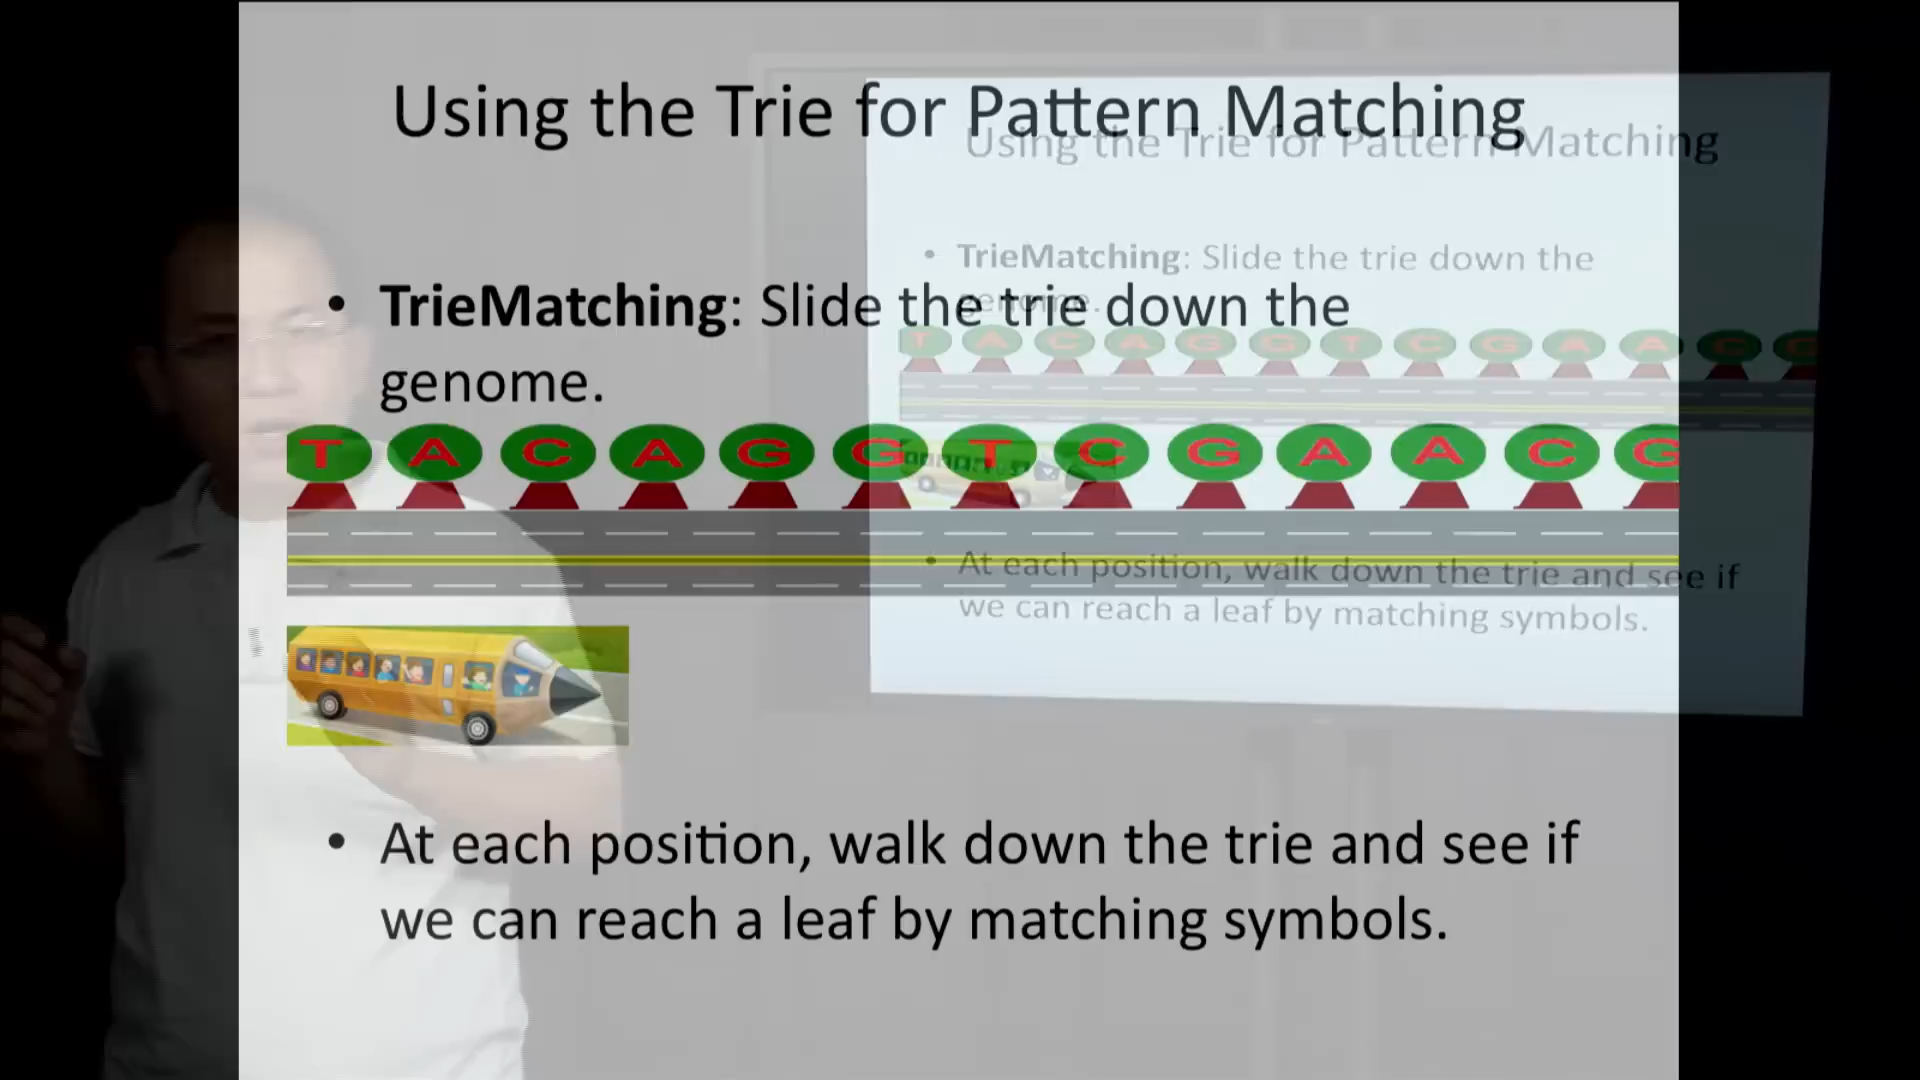 Using the Trie for Pattern Matching
• TrieMatching: Slide the trie down the
genome.
T A C A G G T C G A A C G
• At each position, walk down the trie and see if
we can reach a leaf by matching symbols.
Using the Trie for Pattern Matching
• TrieMatching: Slide the trie down the
genome.
T A C A G G T C G A A C G
• At each position, walk down the trie and see if
we can reach a leaf by matching symbols.